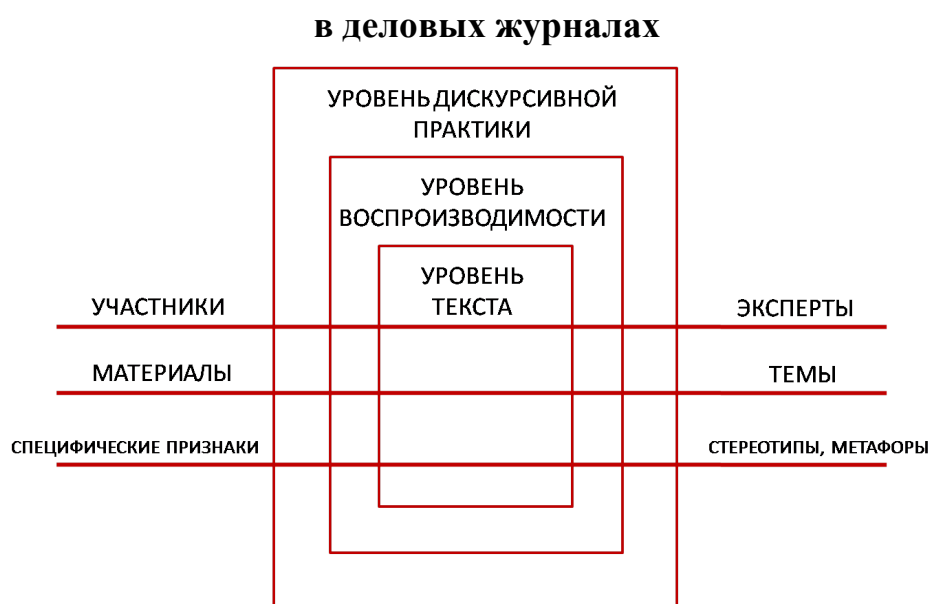 в деловых журналах
УРОВЕНЬ ДИСКУРСИВНОЙ
ПРАКТИКИ
УРОВЕНЬ
ВОСПРОИЗВОДИМОСТИ
УРОВЕНЬ
ТЕКСТА
УЧАСТНИКИ
ЭКСПЕРТЫ
МАТЕРИАЛЫ
ТЕМЫ
СПЕЦИФИЧЕСКИЕ ПРИЗНАКИ
СТЕРЕОТИПЫ, МЕТАФОРЫ